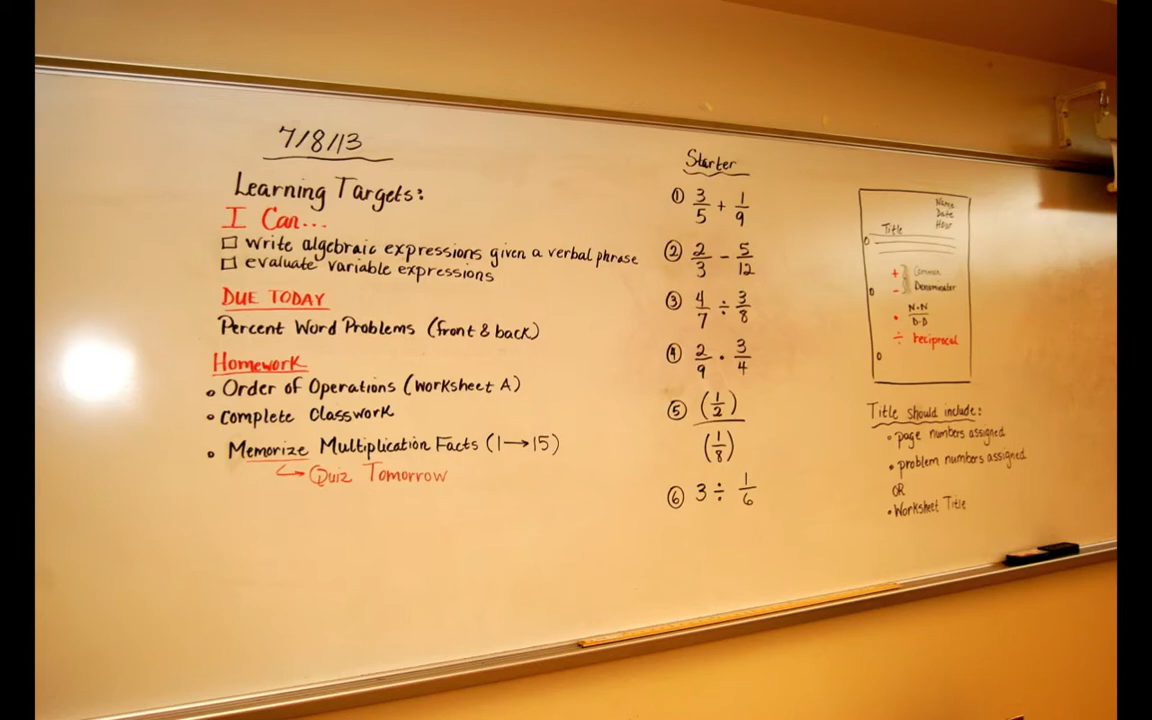 7/8/13
Learning Targets:
I Can...
□ write algebraic expressions given a verbal phrase
□ evaluate variable expressions
DUE TODAY
Percent Word Problems (front & back)
Homework
• Order of Operations (Worksheet A)
• Complete Classwork
• Memorize Multiplication Facts (1→15)
↳ Quiz Tomorrow
Starter
① 3/5 + 1/9
② 2/3 - 5/12
③ 4/7 ÷ 3/8
④ 2/9 · 3/4
⑤ (1/2)/(1/8)
⑥ 3 ÷ 1/6
Name
Date
Hour
Title
+ } Common
- } Denominator
• N·N/D·D
÷ reciprocal
Title should include:
• page numbers assigned
• problem numbers assigned
OR
• Worksheet Title